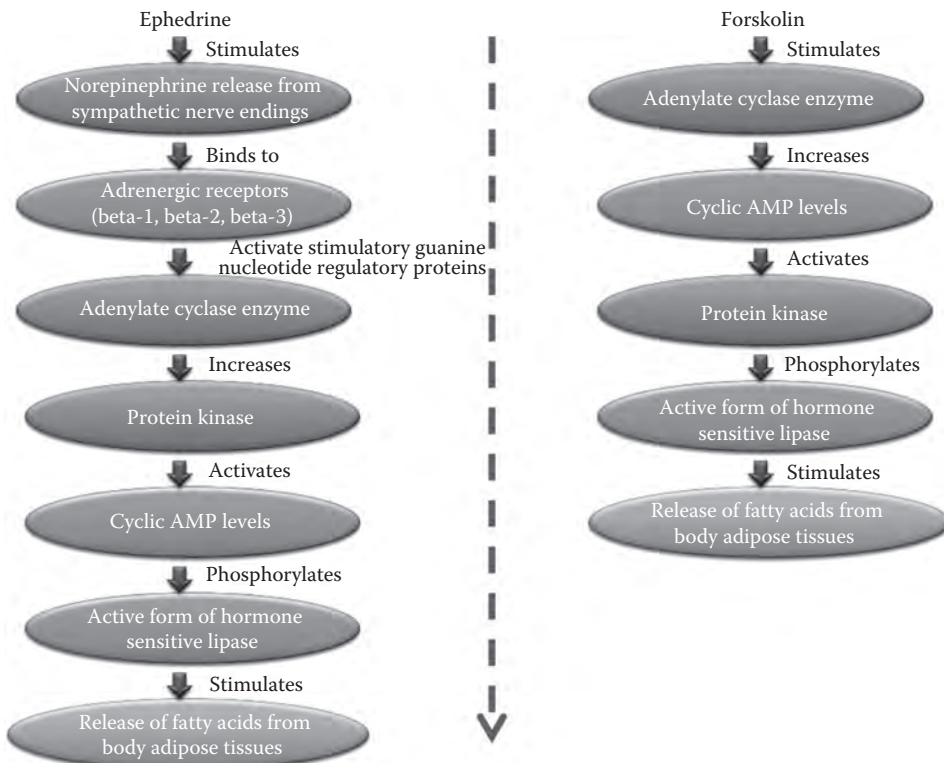 Ephedrine
Stimulates
Norepinephrine release from
sympathetic nerve endings
Binds to
Adrenergic receptors
(beta-1, beta-2, beta-3)
Activate stimulatory guanine
nucleotide regulatory proteins
Adenylate cyclase enzyme
Increases
Protein kinase
Activates
Cyclic AMP levels
Phosphorylates
Active form of hormone
sensitive lipase
Stimulates
Release of fatty acids from
body adipose tissues
Forskolin
Stimulates
Adenylate cyclase enzyme
Increases
Cyclic AMP levels
Activates
Protein kinase
Phosphorylates
Active form of hormone
sensitive lipase
Stimulates
Release of fatty acids from
body adipose tissues